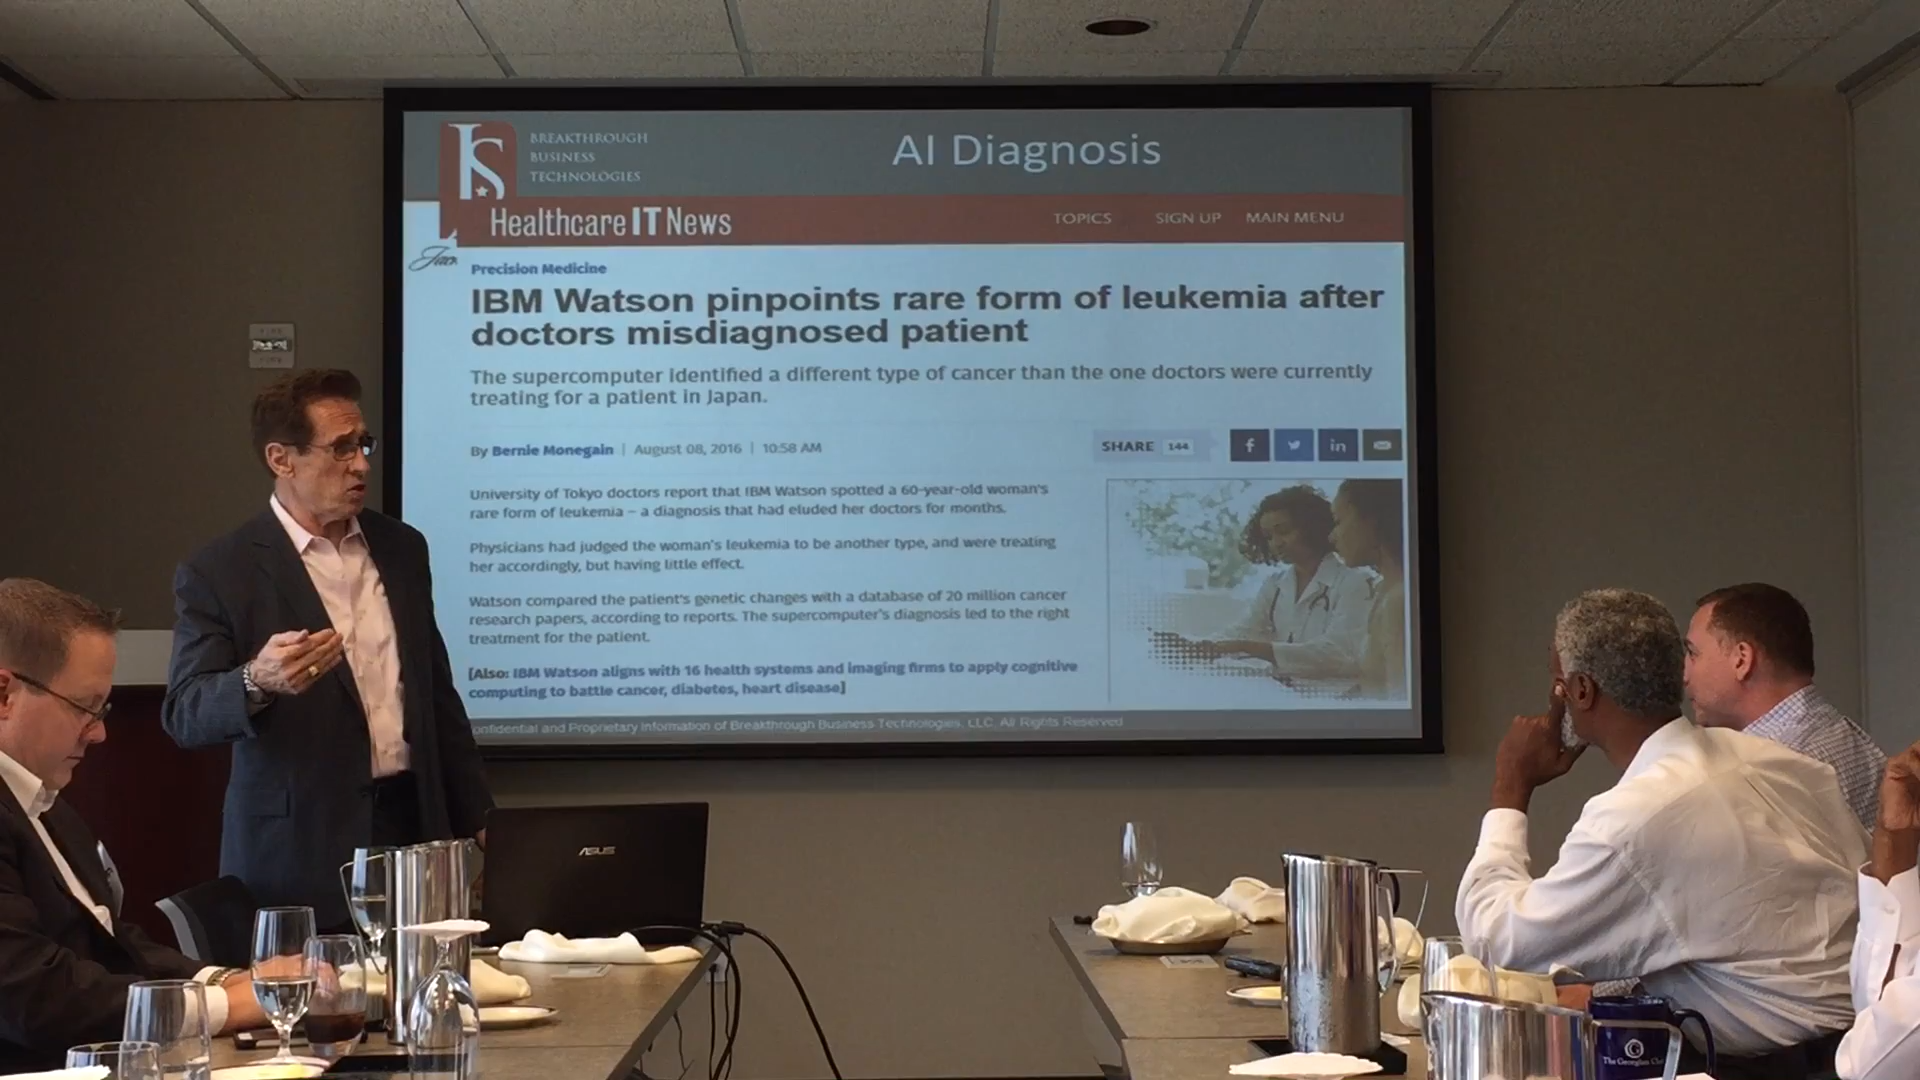 BREAKTHROUGH
BUSINESS
TECHNOLOGIES
AI Diagnosis
Healthcare IT News
TOPICS SIGN UP MAIN MENU
Precision Medicine
IBM Watson pinpoints rare form of leukemia after
doctors misdiagnosed patient
The supercomputer identified a different type of cancer than the one doctors were currently
treating for a patient in Japan.
By Bernie Monegain | August 08, 2016 | 10:58 AM
SHARE 144
f in
University of Tokyo doctors report that IBM Watson spotted a 60-year-old woman's
rare form of leukemia – a diagnosis that had eluded her doctors for months.
Physicians had judged the woman's leukemia to be another type, and were treating
her accordingly, but having little effect.
Watson compared the patient's genetic changes with a database of 20 million cancer
research papers, according to reports. The supercomputer's diagnosis led to the right
treatment for the patient.
[Also: IBM Watson aligns with 16 health systems and imaging firms to apply cognitive
computing to battle cancer, diabetes, heart disease]
onfidential and Proprietary Information of Breakthrough Business Technologies, LLC. All Rights Reserved
FIRE
FIRE
ASUS
G
The Georgian Club